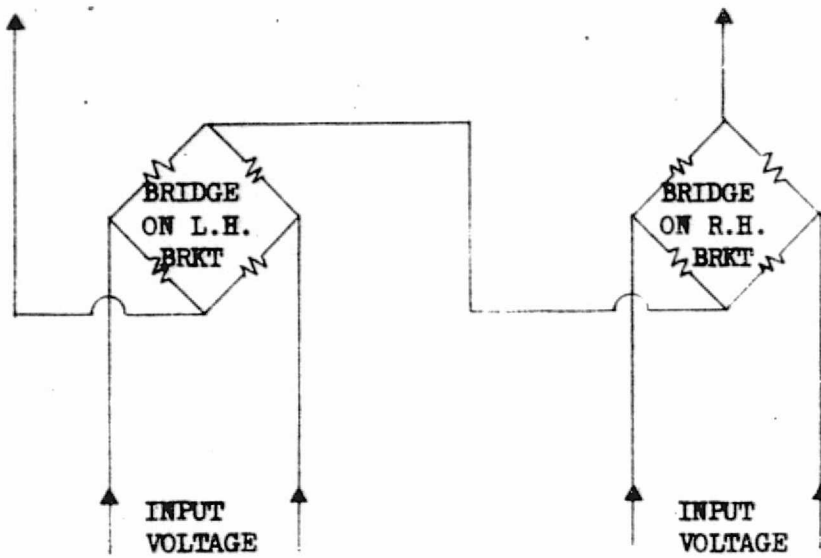 BRIDGE
ON L.H.
BRKT
BRIDGE
ON R.H.
BRKT
INPUT
VOLTAGE
INPUT
VOLTAGE